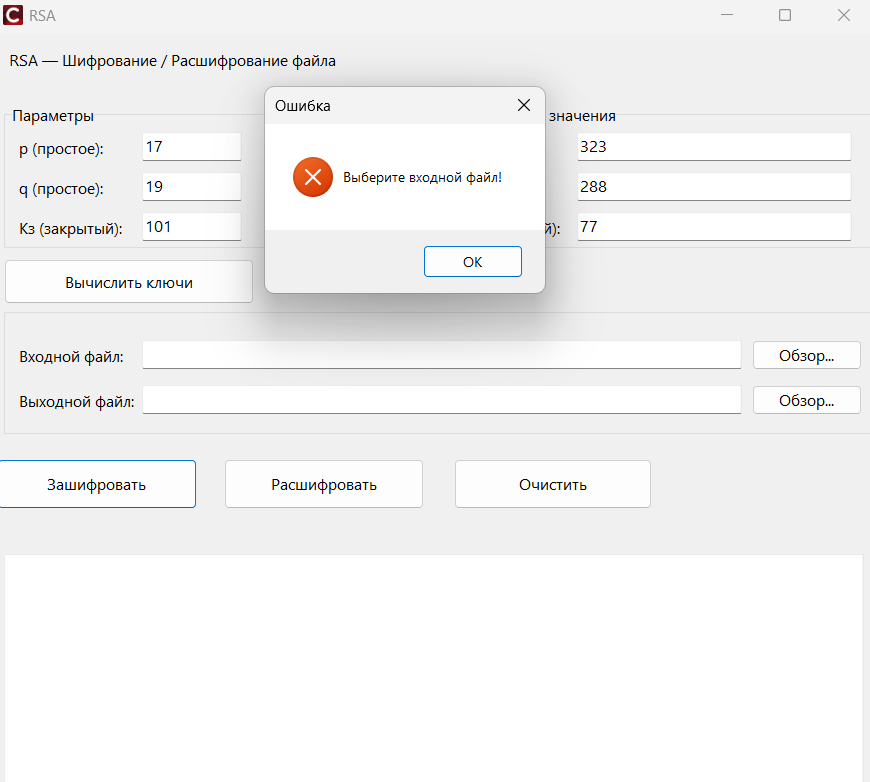 RSA
RSA — Шифрование / Расшифрование файла
Ошибка
Параметры
значения
p (простое):
17
323
Выберите входной файл!
q (простое):
19
288
Кз (закрытый):
101
й):
77
OK
Вычислить ключи
Входной файл:
Обзор...
Выходной файл:
Обзор...
Зашифровать
Расшифровать
Очистить